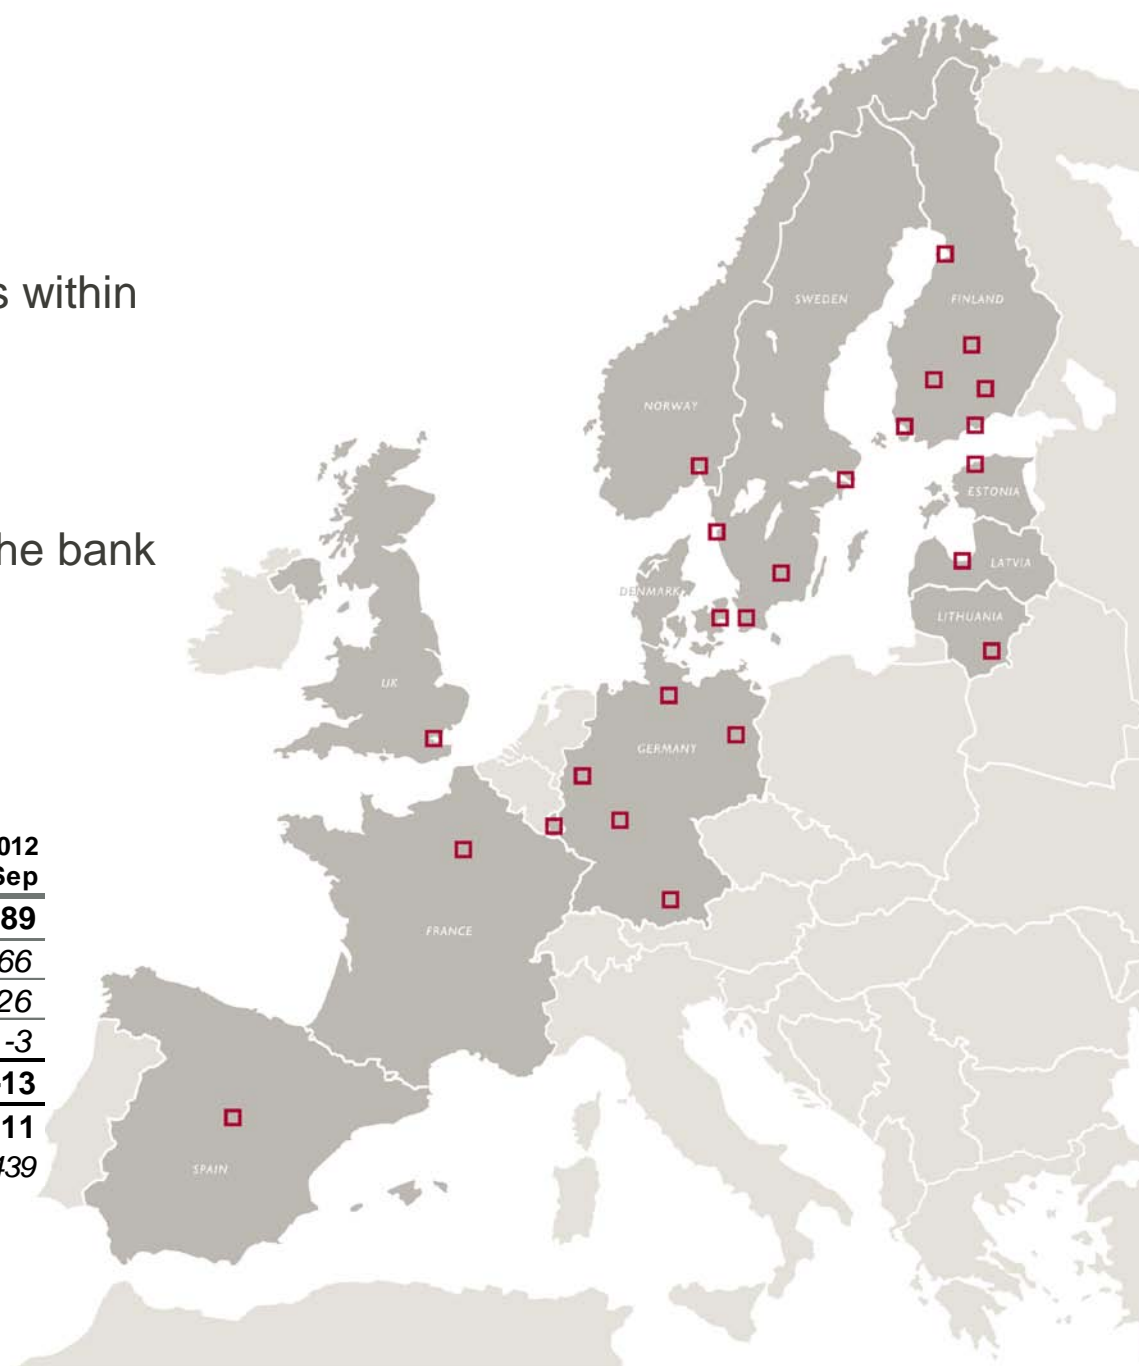 s within
he bank
012
Sep
89
66
26
-3
13
11
439
SWEDEN
FINLAND
NORWAY
ESTONIA
LATVIA
DENMARK
LITHUANIA
UK
GERMANY
FRANCE
SPAIN